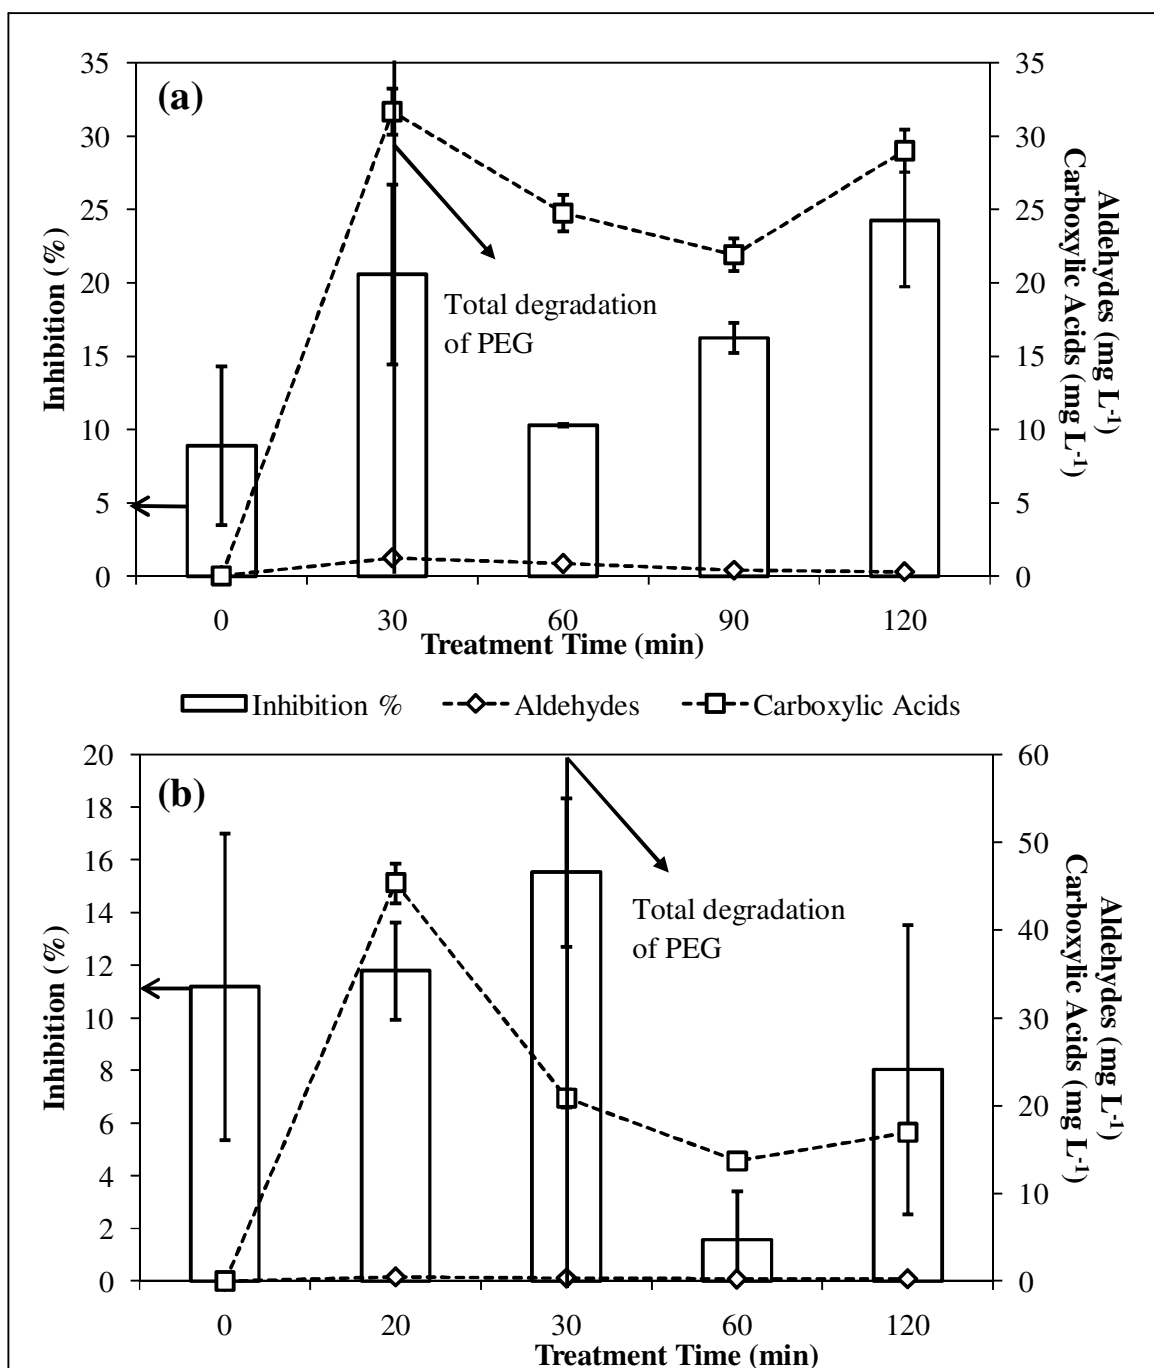 (a)
35
30
25
20
15
10
5
0
Inhibition (%)
35
30
25
20
15
10
5
0
Aldehydes (mg L-1)
Carboxylic Acids (mg L-1)
Total degradation
of PEG
0 30 60 90 120
Treatment Time (min)
Inhibition % Aldehydes Carboxylic Acids
(b)
20
18
16
14
12
10
8
6
4
2
0
Inhibition (%)
60
50
40
30
20
10
0
Aldehydes (mg L-1)
Carboxylic Acids (mg L-1)
Total degradation
of PEG
0 20 30 60 120
Treatment Time (min)